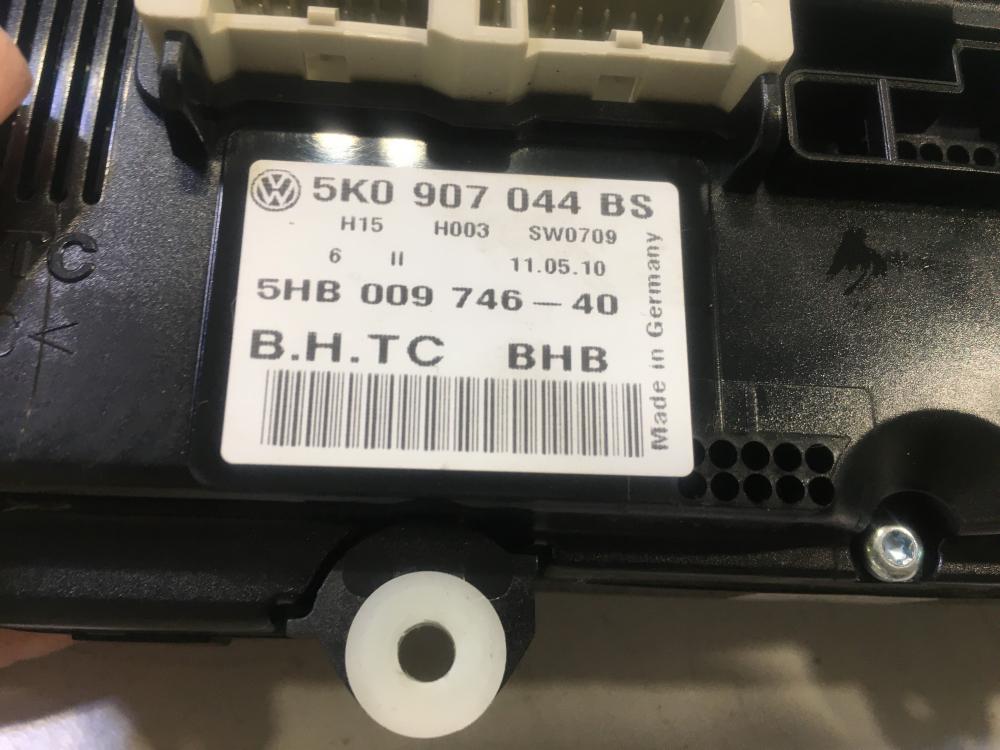 5K0 907 044 BS
- H15 H003 SW0709
6 II 11.05.10
5HB 009 746-40
B.H.TC BHB
Made in Germany
TC